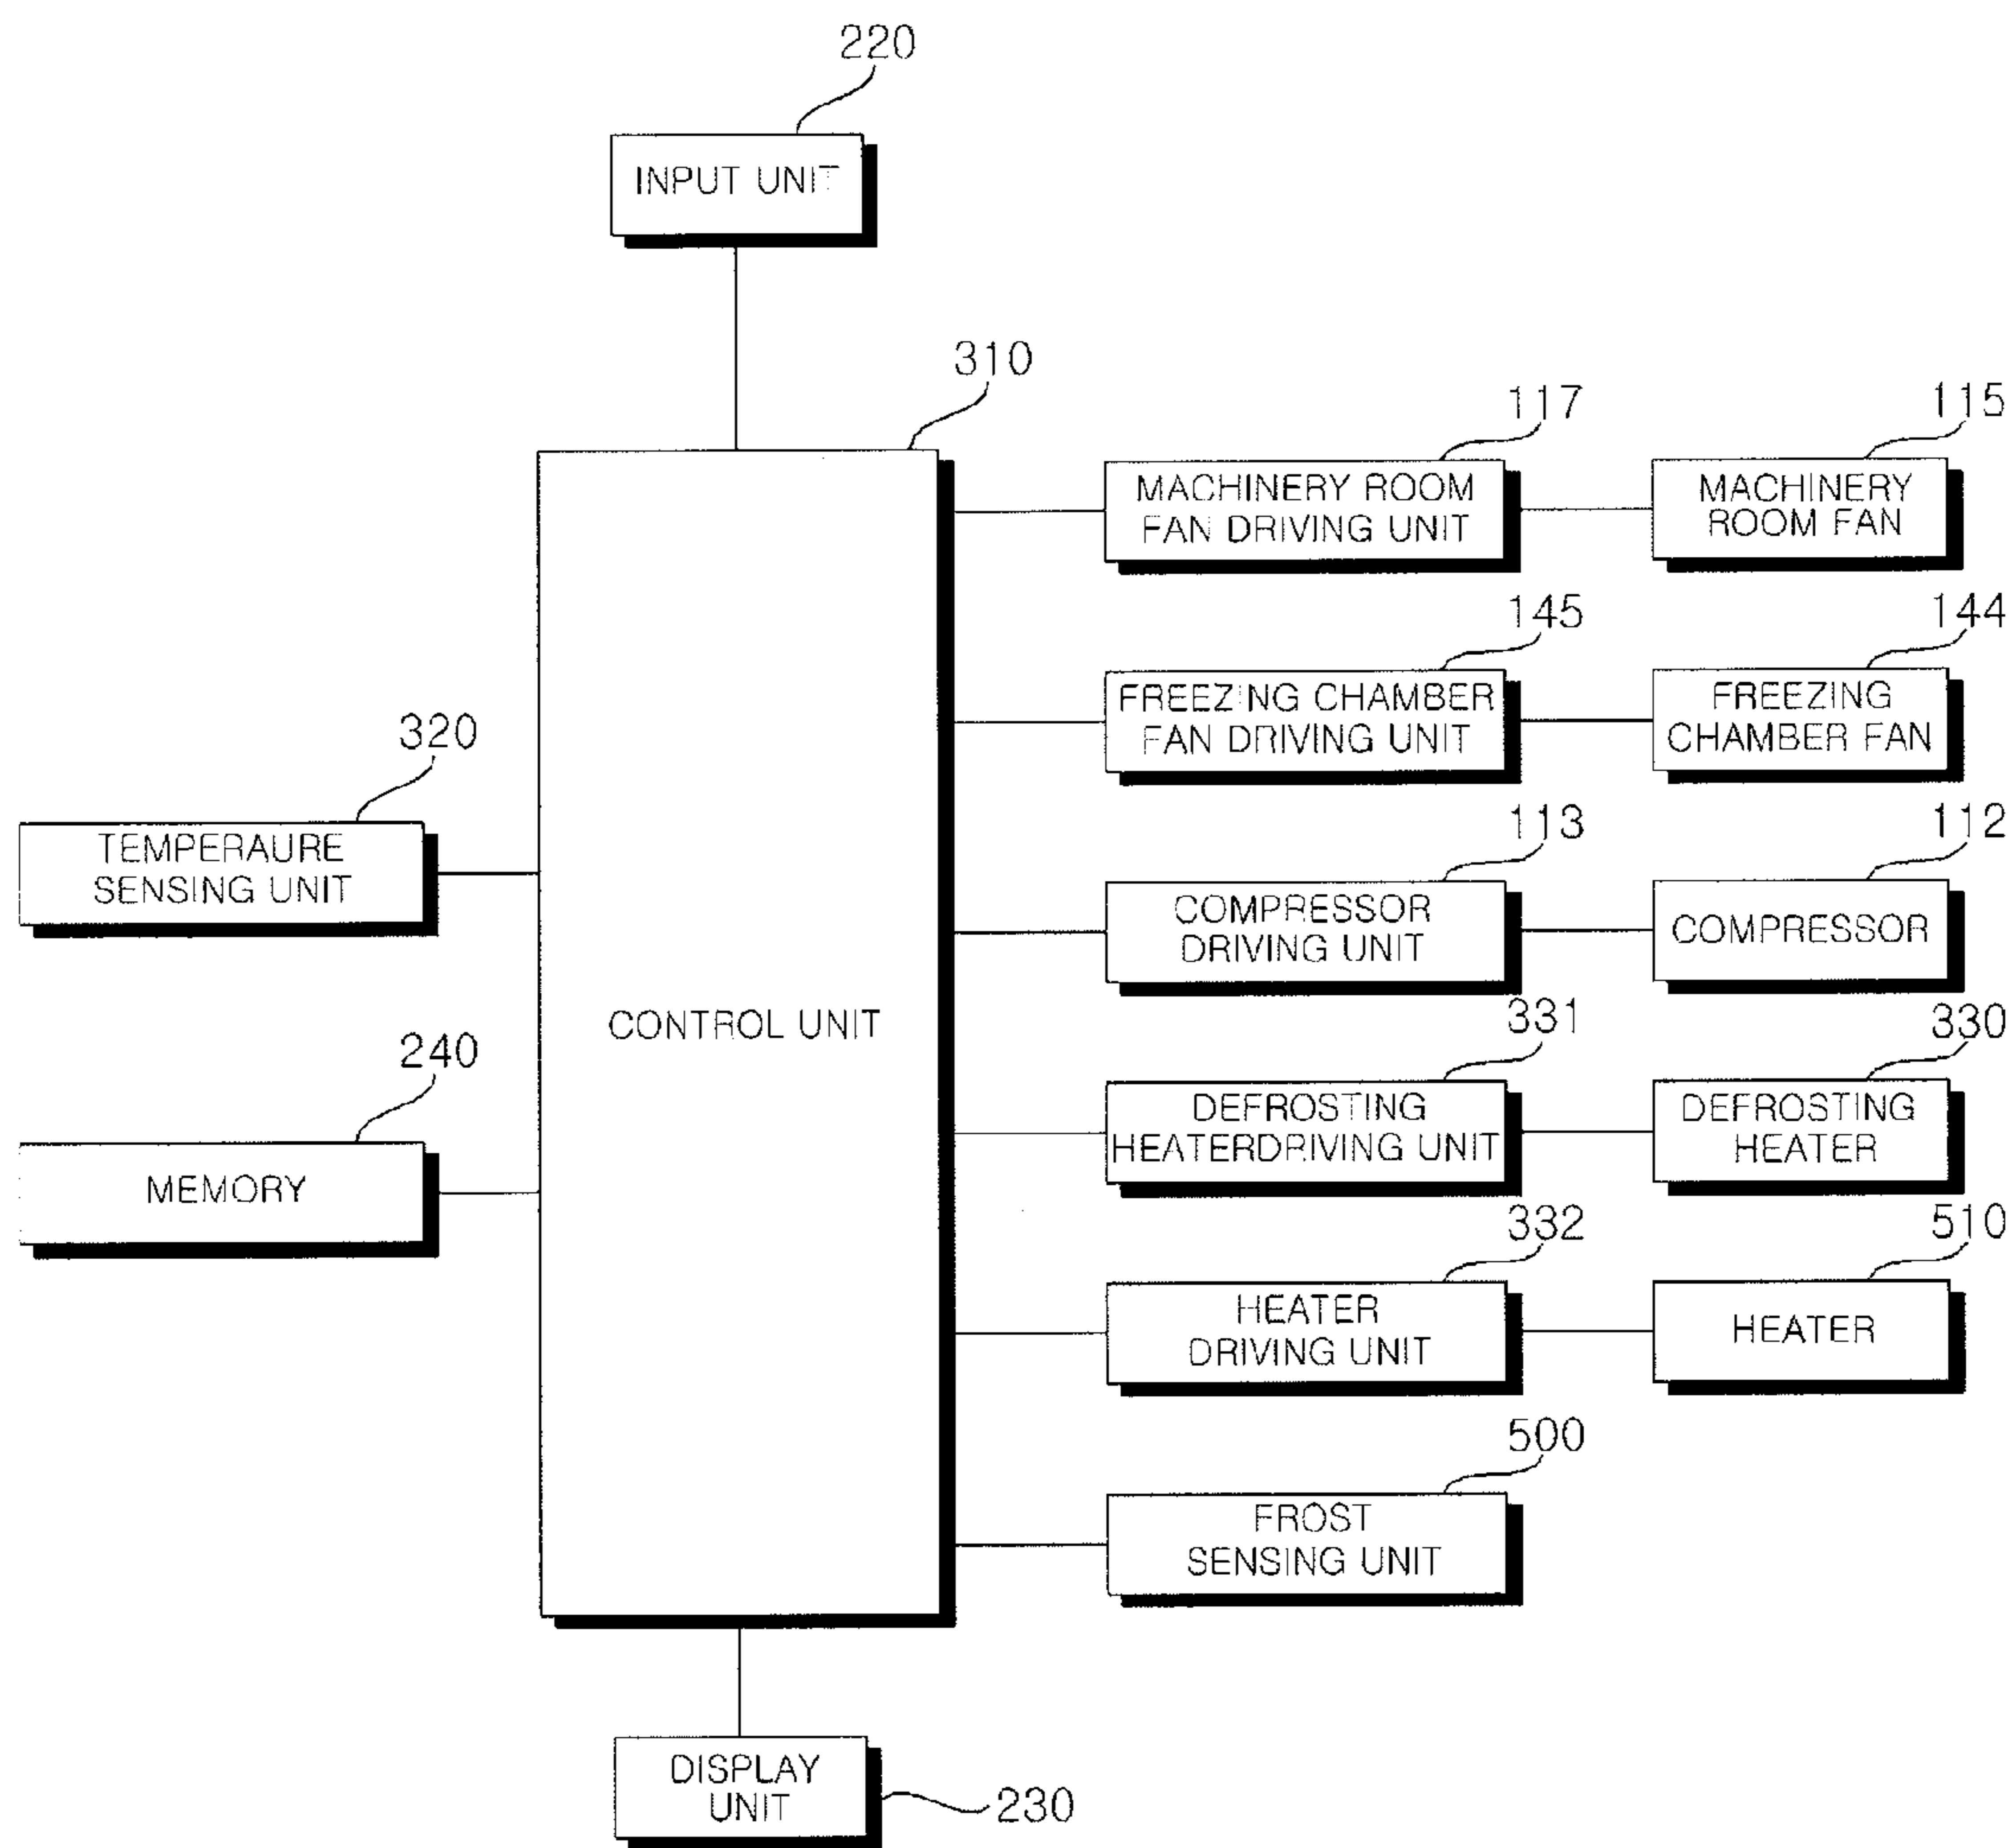 220
INPUT UNIT
310
117
115
MACHINERY ROOM
FAN DRIVING UNIT
MACHINERY
ROOM FAN
145
144
FREEZING CHAMBER
FAN DRIVING UNIT
FREEZING
CHAMBER FAN
320
TEMPERAURE
SENSING UNIT
113
112
COMPRESSOR
DRIVING UNIT
COMPRESSOR
CONTROL UNIT
240
MEMORY
331
330
DEFROSTING
HEATERDRIVING UNIT
DEFROSTING
HEATER
332
510
HEATER
DRIVING UNIT
HEATER
500
FROST
SENSING UNIT
DISPLAY
UNIT
230